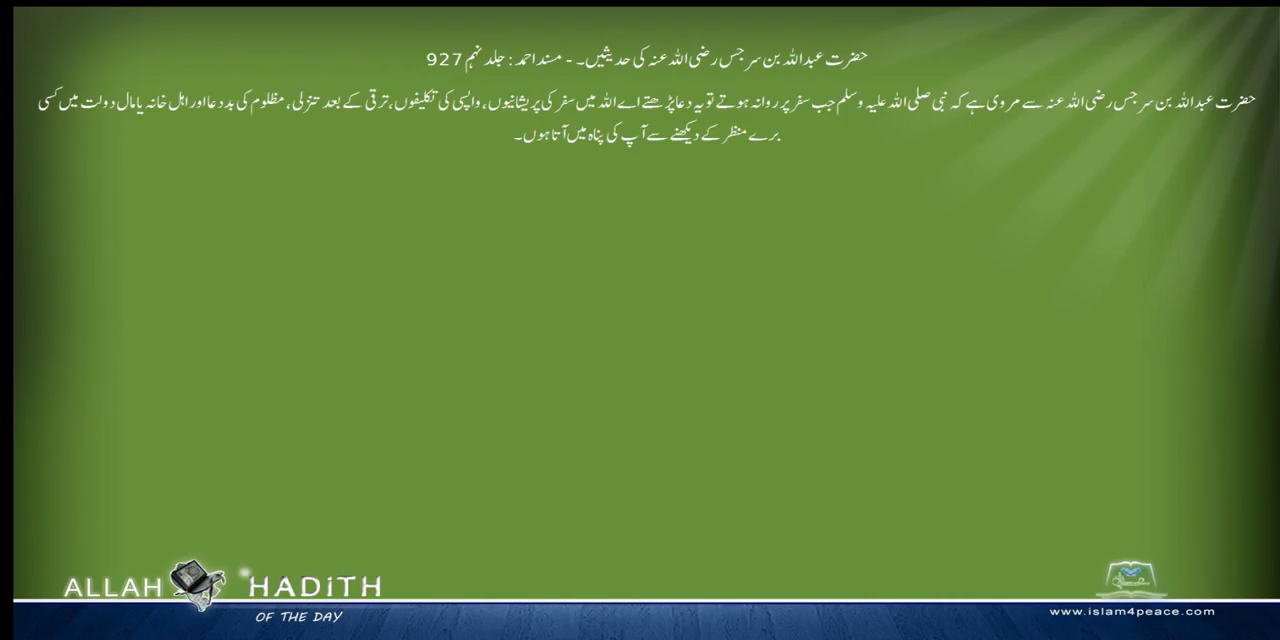 حضرت عبداللہ بن سرجس رضی اللہ عنہ کی حدیثیں۔ - مسند احمد : جلد نہم 927
حضرت عبداللہ بن سرجس رضی اللہ عنہ سے مروی ہے کہ نبی صلی اللہ علیہ وسلم جب سفر پر روانہ ہوتے تو یہ دعا پڑھتے اے اللہ میں سفر کی پریشانیوں، واپسی کی تکلیفوں، ترقی کے بعد تنزلی، مظلوم کی بددعا اور اہل خانہ یا مال دولت میں کسی
برے منظر کے دیکھنے سے آپ کی پناہ میں آتا ہوں۔
ALLAH HADITH
OF THE DAY
www.islam4peace.com